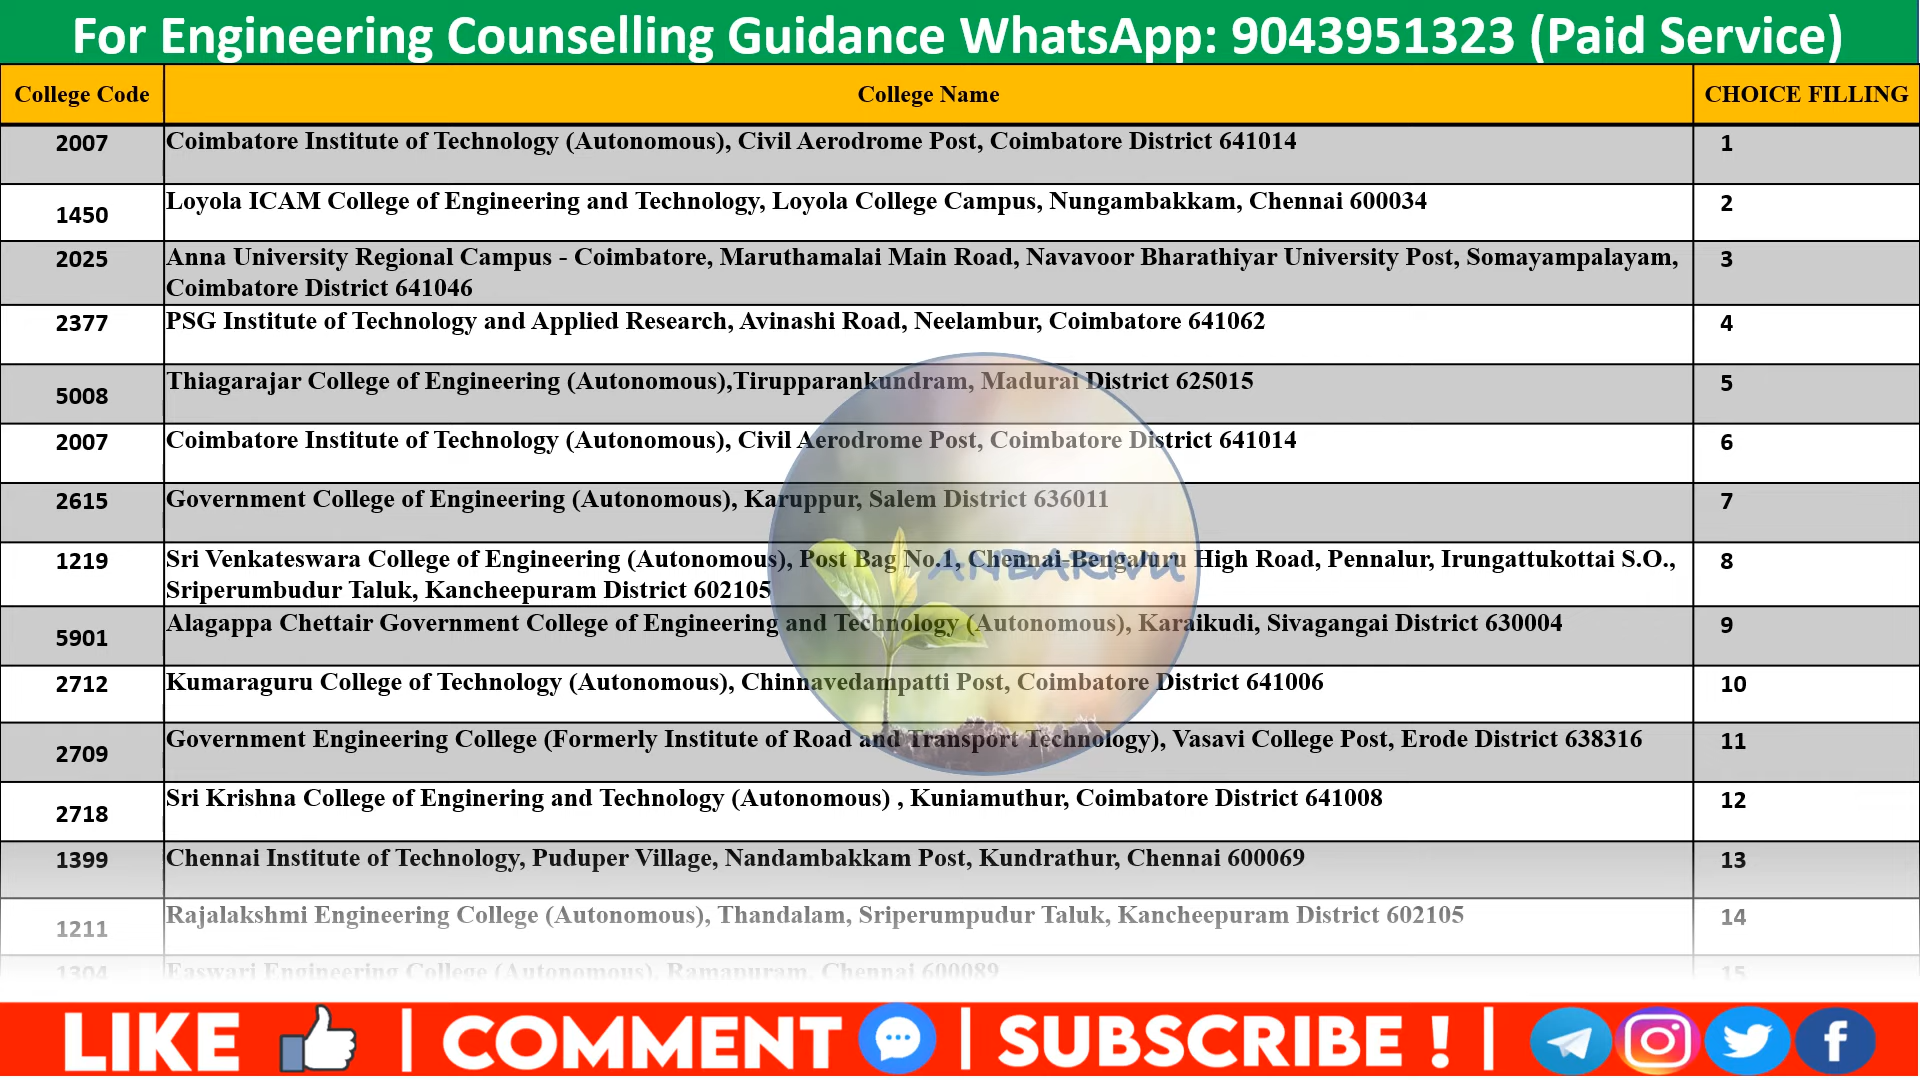 For Engineering Counselling Guidance WhatsApp: 9043951323 (Paid Service)
College Code College Name CHOICE FILLING
2007 Coimbatore Institute of Technology (Autonomous), Civil Aerodrome Post, Coimbatore District 641014 1
1450 Loyola ICAM College of Engineering and Technology, Loyola College Campus, Nungambakkam, Chennai 600034 2
2025 Anna University Regional Campus - Coimbatore, Maruthamalai Main Road, Navavoor Bharathiyar University Post, Somayampalayam, 3
Coimbatore District 641046
2377 PSG Institute of Technology and Applied Research, Avinashi Road, Neelambur, Coimbatore 641062 4
5008 Thiagarajar College of Engineering (Autonomous),Tirupparankundram, Madurai District 625015 5
2007 Coimbatore Institute of Technology (Autonomous), Civil Aerodrome Post, Coimbatore District 641014 6
2615 Government College of Engineering (Autonomous), Karuppur, Salem District 636011 7
1219 Sri Venkateswara College of Engineering (Autonomous), Post Bag No.1, Chennai-Bengaluru High Road, Pennalur, Irungattukottai S.O., 8
Sriperumbudur Taluk, Kancheepuram District 602105
ANBARIVU
5901 Alagappa Chettair Government College of Engineering and Technology (Autonomous), Karaikudi, Sivagangai District 630004 9
2712 Kumaraguru College of Technology (Autonomous), Chinnavedampatti Post, Coimbatore District 641006 10
2709 Government Engineering College (Formerly Institute of Road and Transport Technology), Vasavi College Post, Erode District 638316 11
2718 Sri Krishna College of Enginering and Technology (Autonomous) , Kuniamuthur, Coimbatore District 641008 12
1399 Chennai Institute of Technology, Puduper Village, Nandambakkam Post, Kundrathur, Chennai 600069 13
1211 Rajalakshmi Engineering College (Autonomous), Thandalam, Sriperumpudur Taluk, Kancheepuram District 602105 14
1304 Easwari Engineering College (Autonomous), Ramapuram, Chennai 600089 15
LIKE | COMMENT | SUBSCRIBE ! |